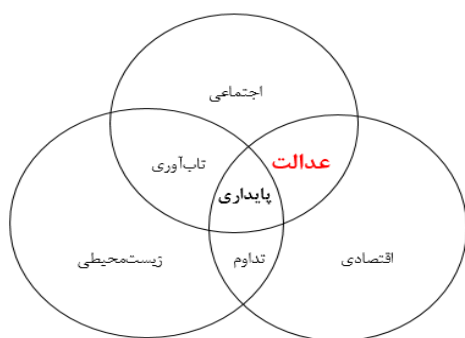 اجتماعی
عدالت
تاب‌آوری
پایداری
اقتصادی
تداوم
زیست‌محیطی